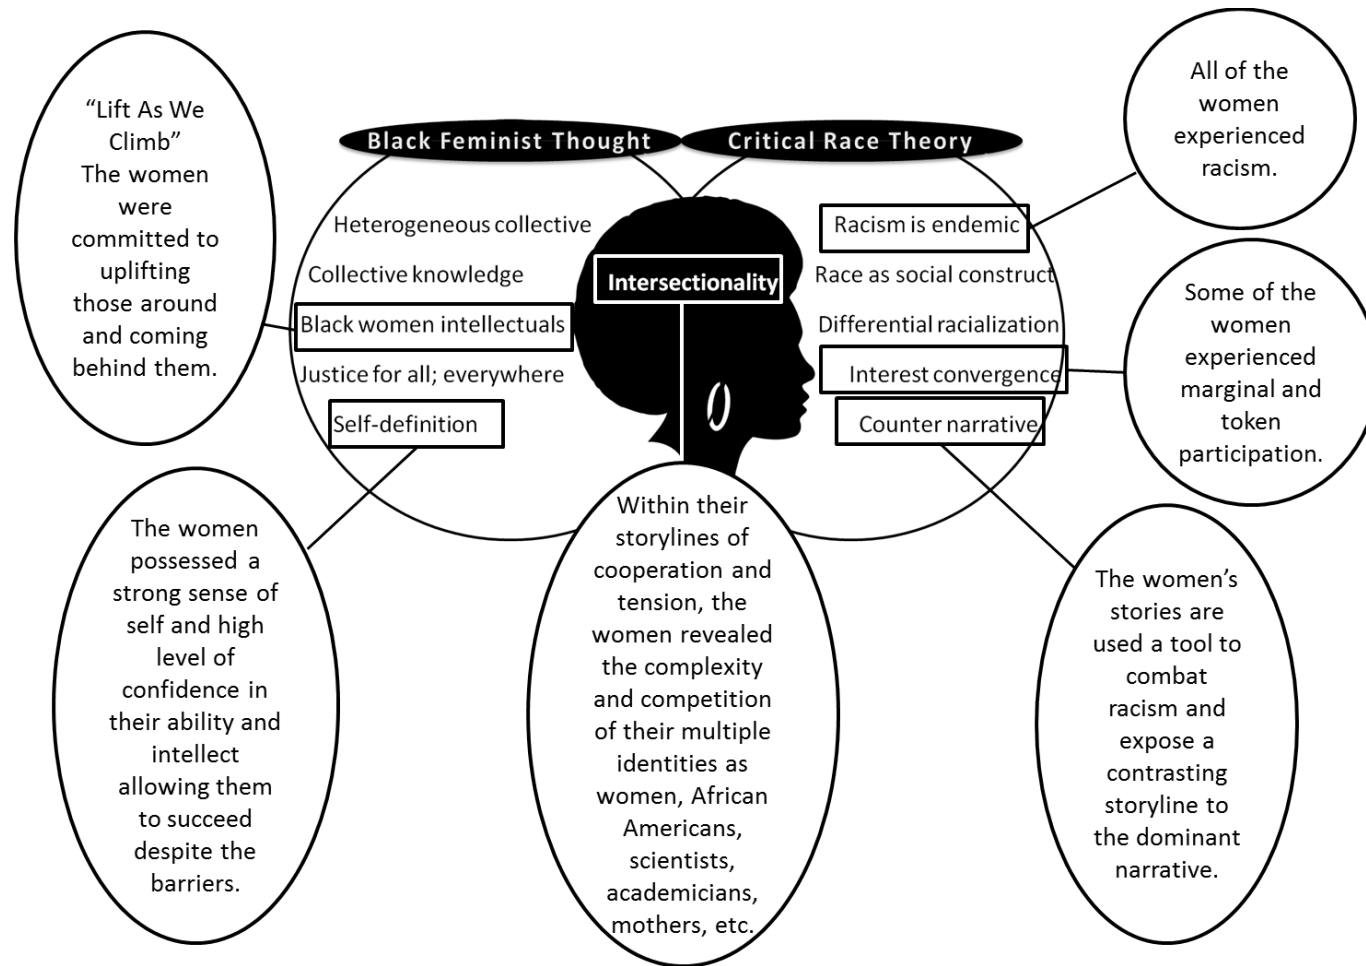 “Lift As We
Climb”
The women
were
committed to
uplifting
those around
and coming
behind them.
Black Feminist Thought
Heterogeneous collective
Collective knowledge
Black women intellectuals
Justice for all; everywhere
Self-definition
Intersectionality
Critical Race Theory
Racism is endemic
Race as social construct
Differential racialization
Interest convergence
Counter narrative
All of the
women
experienced
racism.
Some of the
women
experienced
marginal and
token
participation.
The women
possessed a
strong sense of
self and high
level of
confidence in
their ability and
intellect
allowing them
to succeed
despite the
barriers.
Within their
storylines of
cooperation and
tension, the
women revealed
the complexity
and competition
of their multiple
identities as
women, African
Americans,
scientists,
academicians,
mothers, etc.
The women’s
stories are
used a tool to
combat
racism and
expose a
contrasting
storyline to
the dominant
narrative.